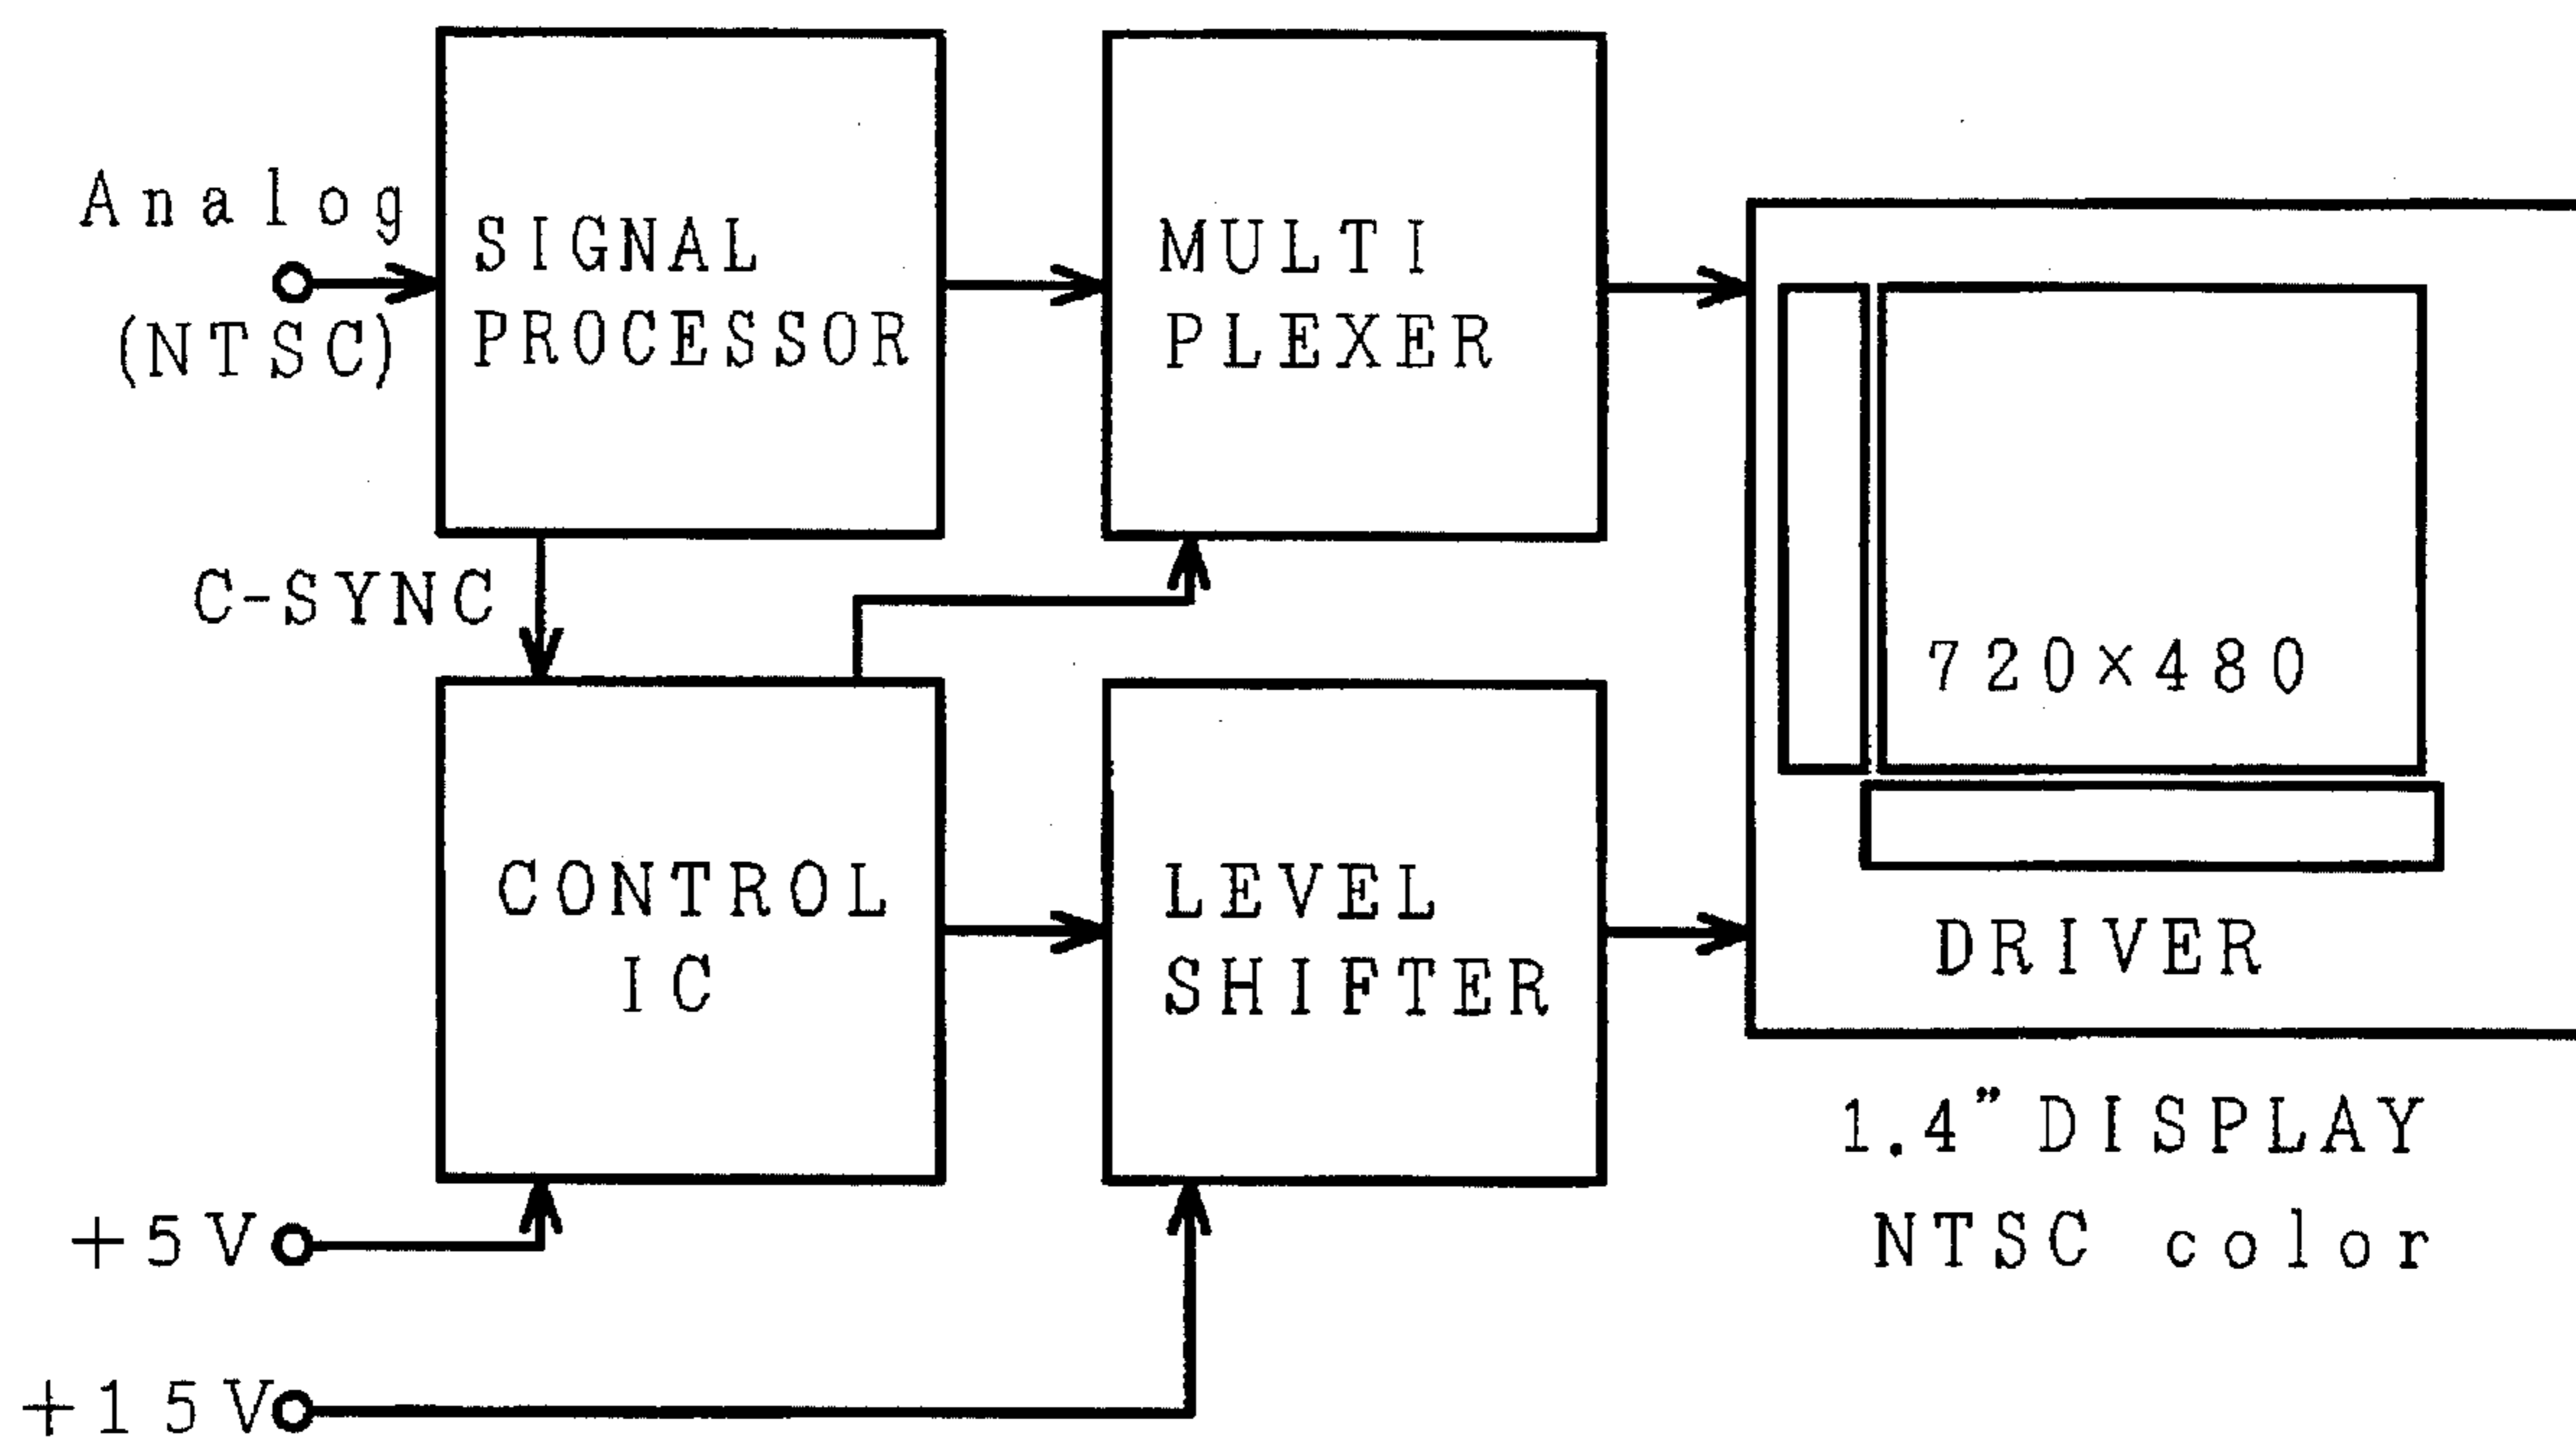 Analog
(NTSC)
SIGNAL
PROCESSOR
MULTI
PLEXER
C-SYNC
720×480
CONTROL
IC
LEVEL
SHIFTER
DRIVER
1.4” DISPLAY
NTSC color
+5V
+15V